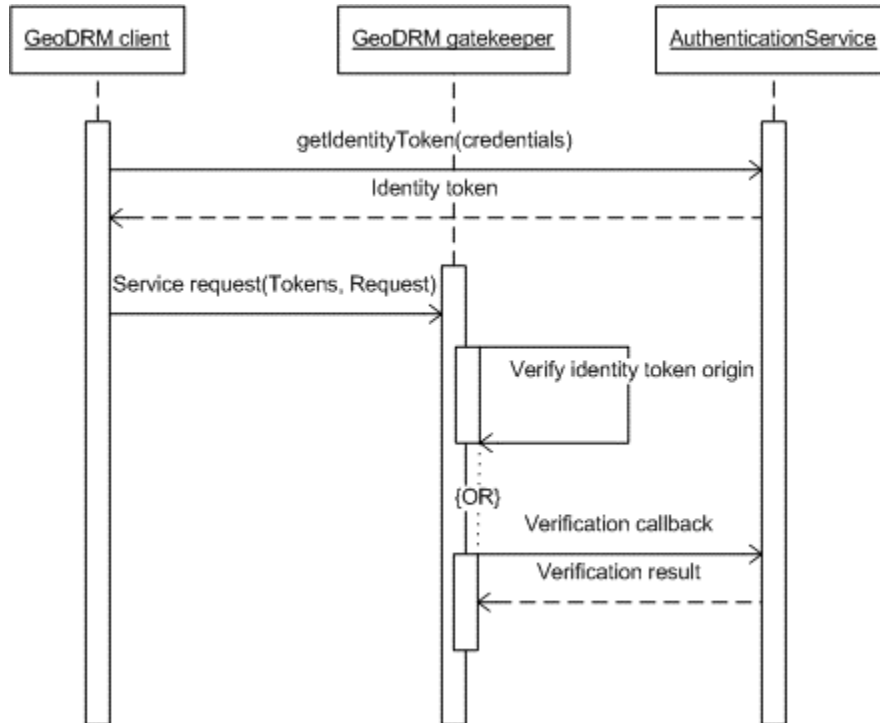 GeoDRM client
GeoDRM gatekeeper
AuthenticationService
getIdentityToken(credentials)
Identity token
Service request(Tokens, Request)
Verify identity token origin
{OR}
Verification callback
Verification result